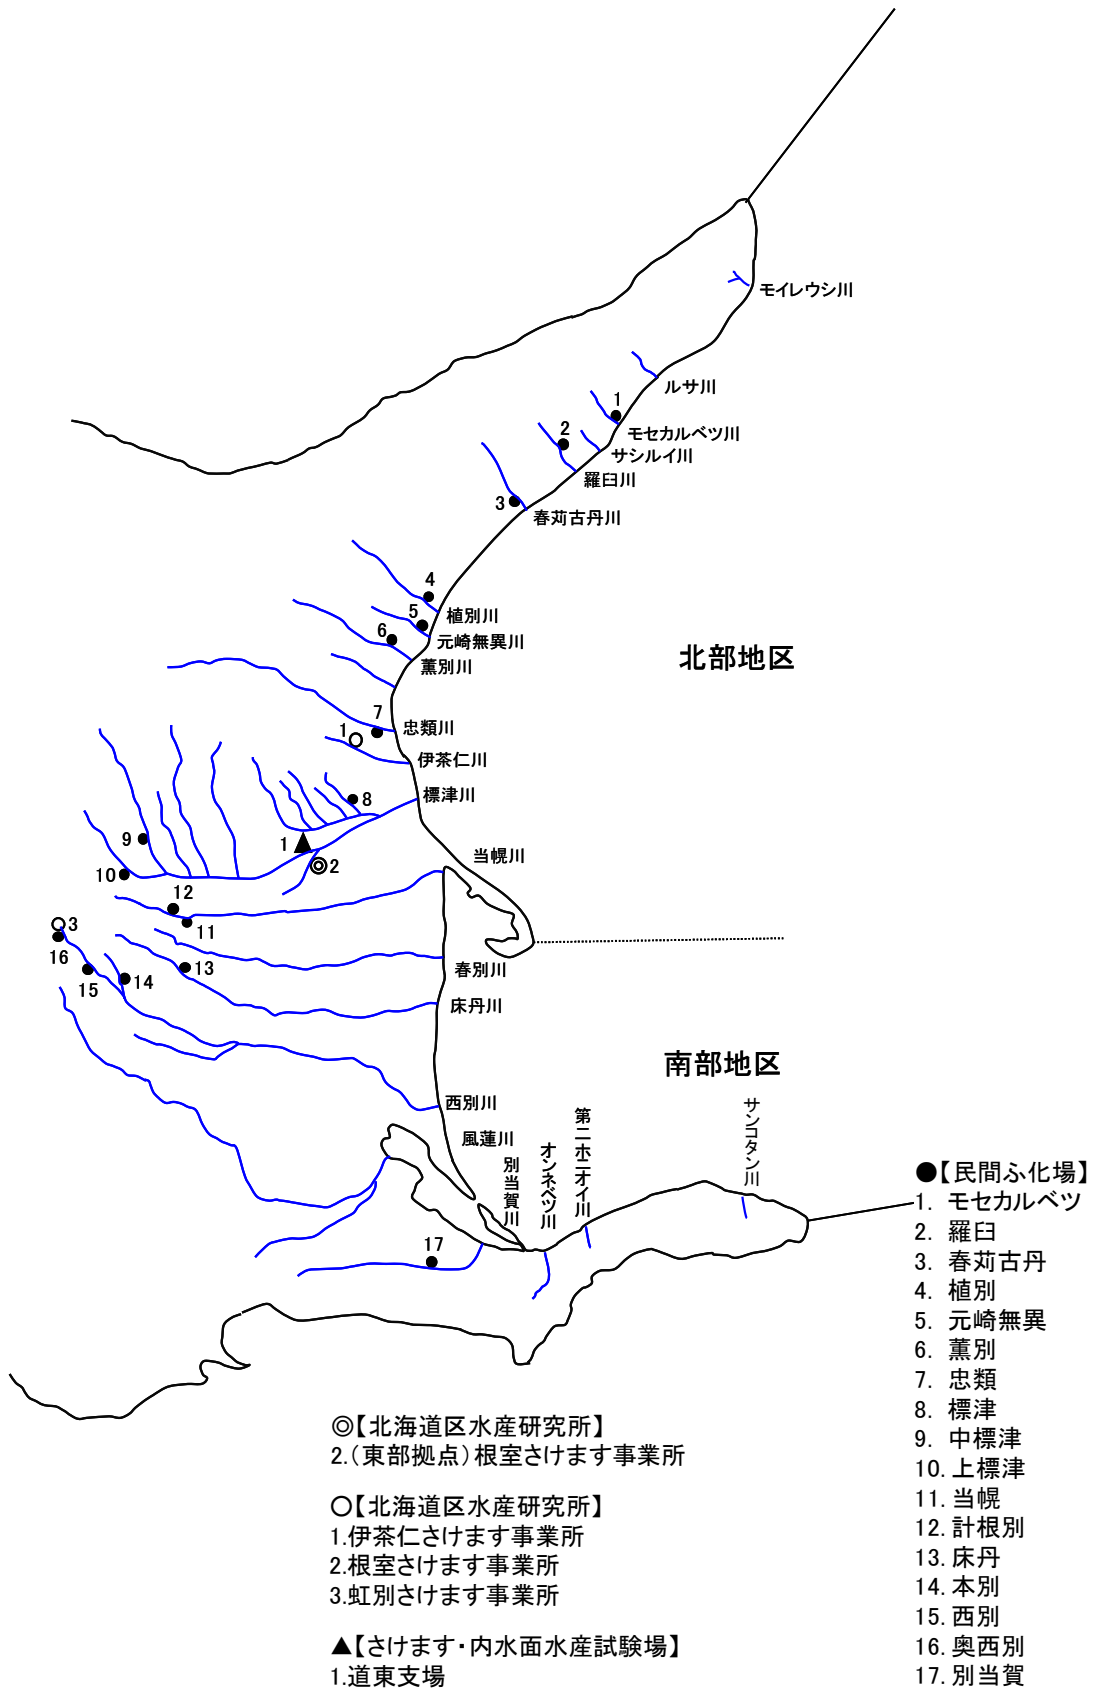 モイレウシ川
ルサ川
1
モセカルベツ川
2
サシルイ川
羅臼川
3
春苅古丹川
4
植別川
5
元崎無異川
6
薫別川
北部地区
7
忠類川
1
伊茶仁川
8
標津川
9
1
当幌川
2
10
12
11
3
16
13
春別川
15
14
床丹川
南部地区
西別川
風蓮川
別当賀川
オンネベツ川
第二ホニオイ川
サンコタン川
17
●【民間ふ化場】
1. モセカルベツ
2. 羅臼
3. 春苅古丹
4. 植別
5. 元崎無異
6. 薫別
7. 忠類
8. 標津
9. 中標津
10. 上標津
11. 当幌
12. 計根別
13. 床丹
14. 本別
15. 西別
16. 奥西別
17. 別当賀
◎【北海道区水産研究所】
2.(東部拠点)根室さけます事業所
○【北海道区水産研究所】
1.伊茶仁さけます事業所
2.根室さけます事業所
3.虹別さけます事業所
▲【さけます・内水面水産試験場】
1.道東支場